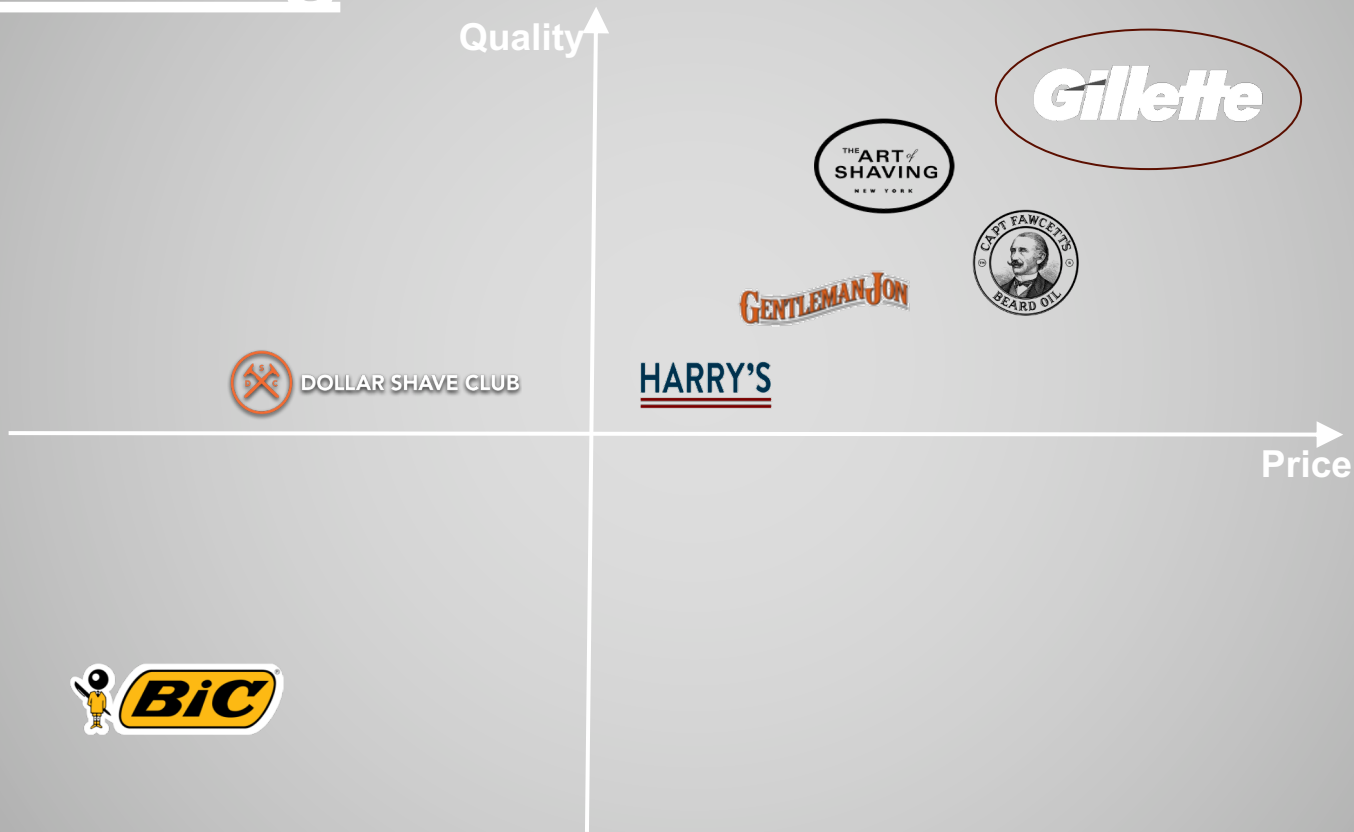 Quality
Gillette
THE ART of
SHAVING
NEW YORK
CAPT FAWCETT'S
BEARD OIL
GENTLEMAN JON
D S C
DOLLAR SHAVE CLUB
HARRY'S
Price
BiC